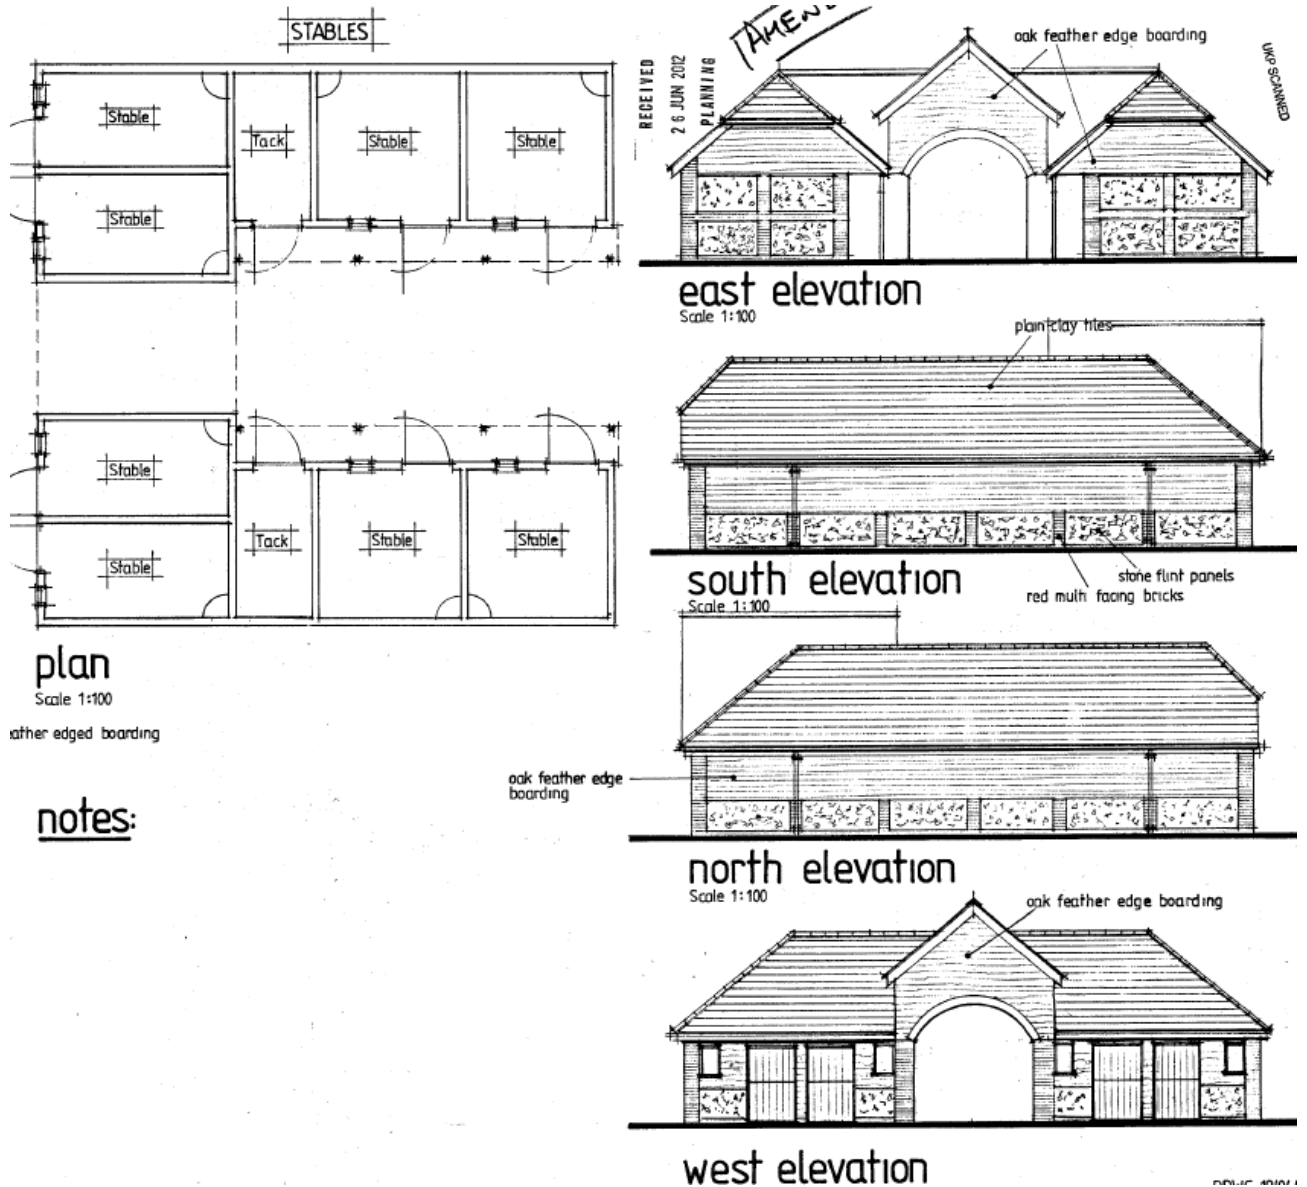 STABLES
Stable
Tack
Stable
Stable
Stable
Stable
Stable
Tack
Stable
Stable
plan
Scale 1:100
eather edged boarding
notes:
RECEIVED
26 JUN 2012
PLANNING
oak feather edge boarding
UKP SCANNED
east elevation
Scale 1:100
plain clay tiles
south elevation
Scale 1:100
stone flint panels
red multi facing bricks
oak feather edge
boarding
north elevation
Scale 1:100
oak feather edge boarding
west elevation